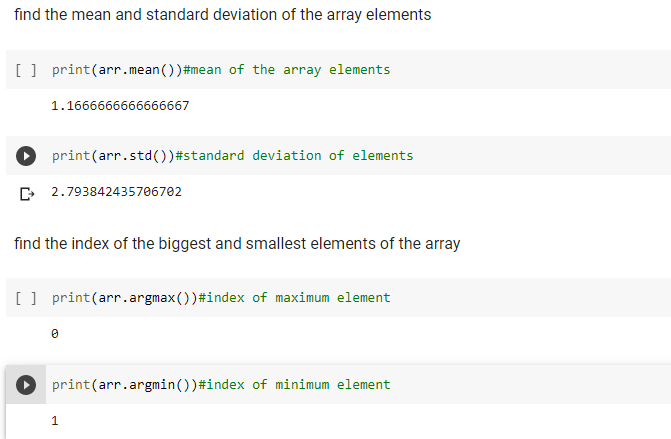 find the mean and standard deviation of the array elements
[ ] print(arr.mean())#mean of the array elements
1.1666666666666667
print(arr.std())#standard deviation of elements
2.793842435706702
find the index of the biggest and smallest elements of the array
[ ] print(arr.argmax())#index of maximum element
0
print(arr.argmin())#index of minimum element
1